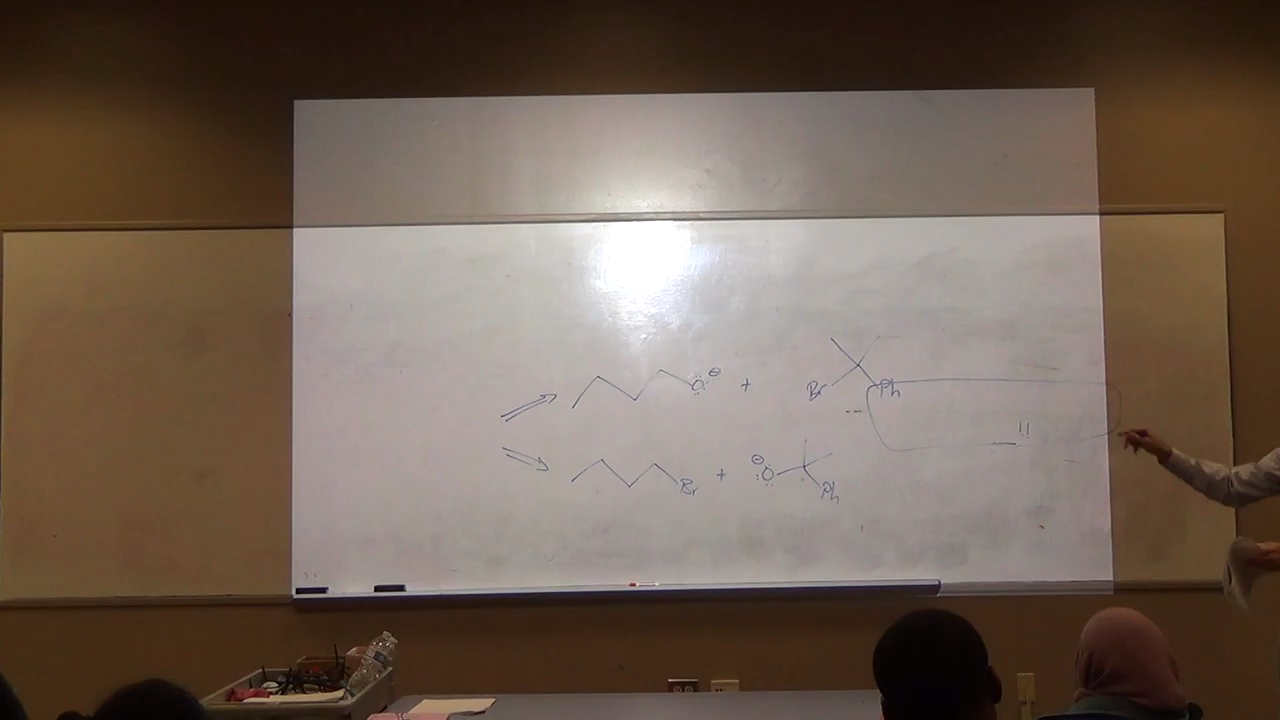 :Ö: ⊖ + Br Ph
!!
Br + ⊖ :Ö: Ph